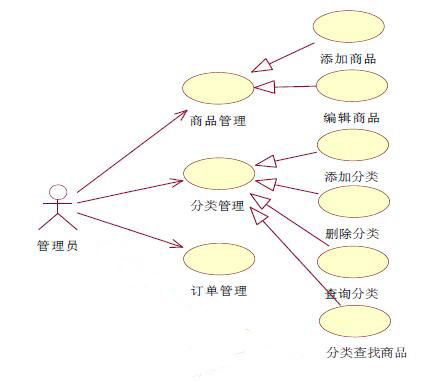 添加商品
商品管理
编辑商品
添加分类
分类管理
删除分类
管理员
订单管理
查询分类
分类查找商品